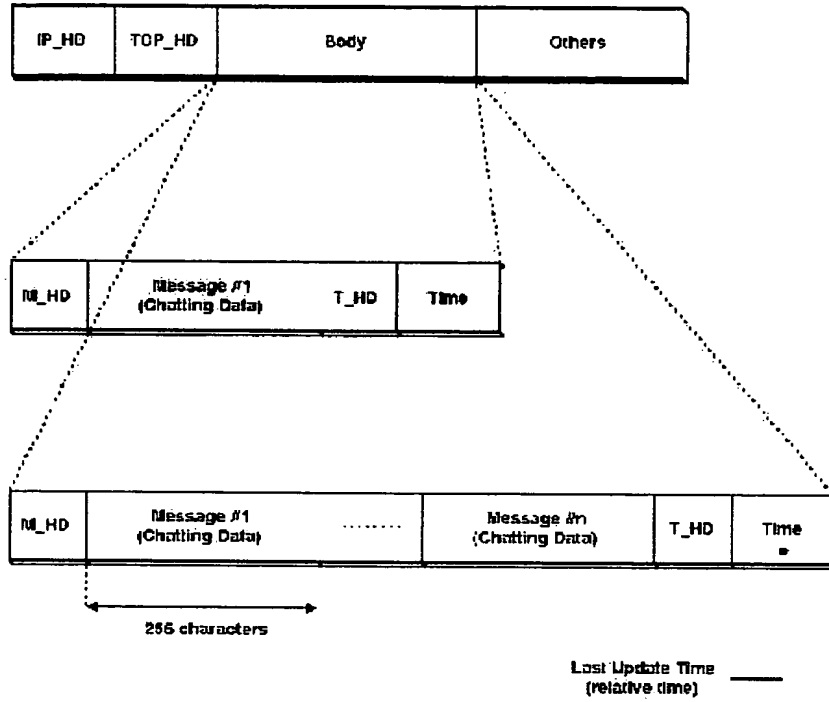 IP_HD TCP_HD Body Others
M_HD Message #1 T_HD Time
(Chatting Data)
M_HD Message #1 ........ Message #n T_HD Time
(Chatting Data) (Chatting Data)
256 characters
Last Update Time
(relative time)